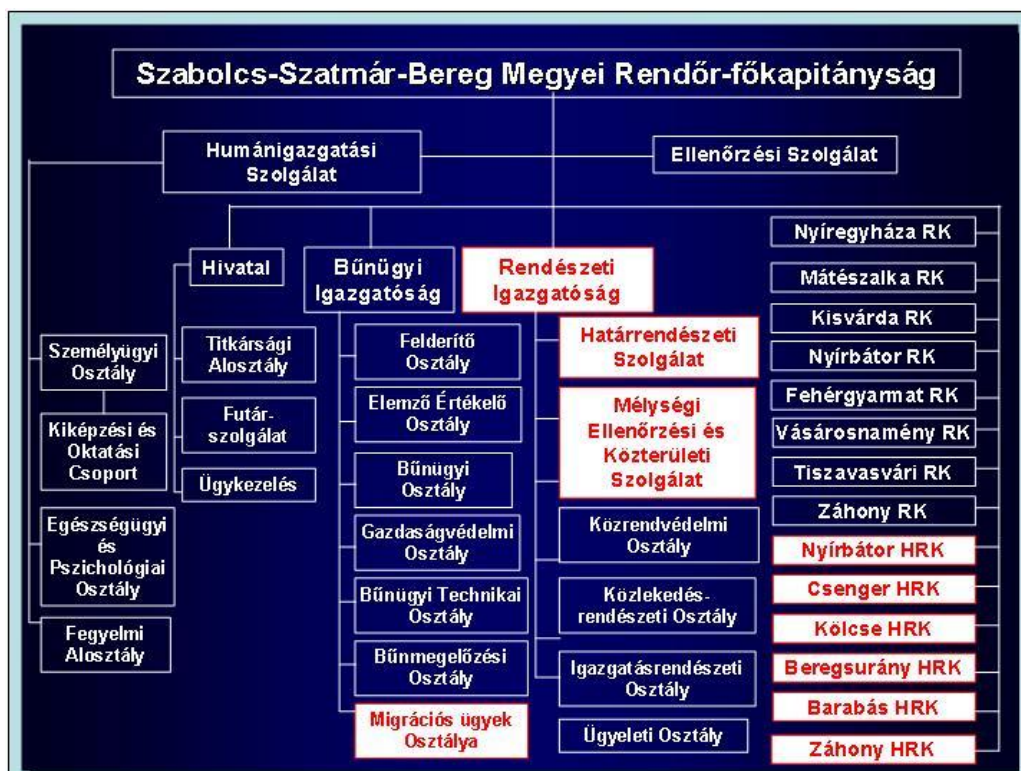 Szabolcs-Szatmár-Bereg Megyei Rendőr-főkapitányság
Humánigazgatási
Szolgálat
Ellenőrzési Szolgálat
Személyügyi
Osztály
Kiképzési és
Oktatási
Csoport
Egészségügyi
és
Pszichológiai
Osztály
Fegyelmi
Alosztály
Hivatal
Titkársági
Alosztály
Futár-
szolgálat
Ügykezelés
Bűnügyi
Igazgatóság
Felderítő
Osztály
Elemző Értékelő
Osztály
Bűnügyi
Osztály
Gazdaságvédelmi
Osztály
Bűnügyi Technikai
Osztály
Bűnmegelőzési
Osztály
Migrációs ügyek
Osztálya
Rendészeti
Igazgatóság
Határrendészeti
Szolgálat
Mélységi
Ellenőrzési és
Közterületi
Szolgálat
Közrendvédelmi
Osztály
Közlekedés-
rendészeti Osztály
Igazgatásrendészeti
Osztály
Ügyeleti Osztály
Nyíregyháza RK
Mátészalka RK
Kisvárda RK
Nyírbátor RK
Fehérgyarmat RK
Vásárosnamény RK
Tiszavasvári RK
Záhony RK
Nyírbátor HRK
Csenger HRK
Kölcse HRK
Beregsurány HRK
Barabás HRK
Záhony HRK